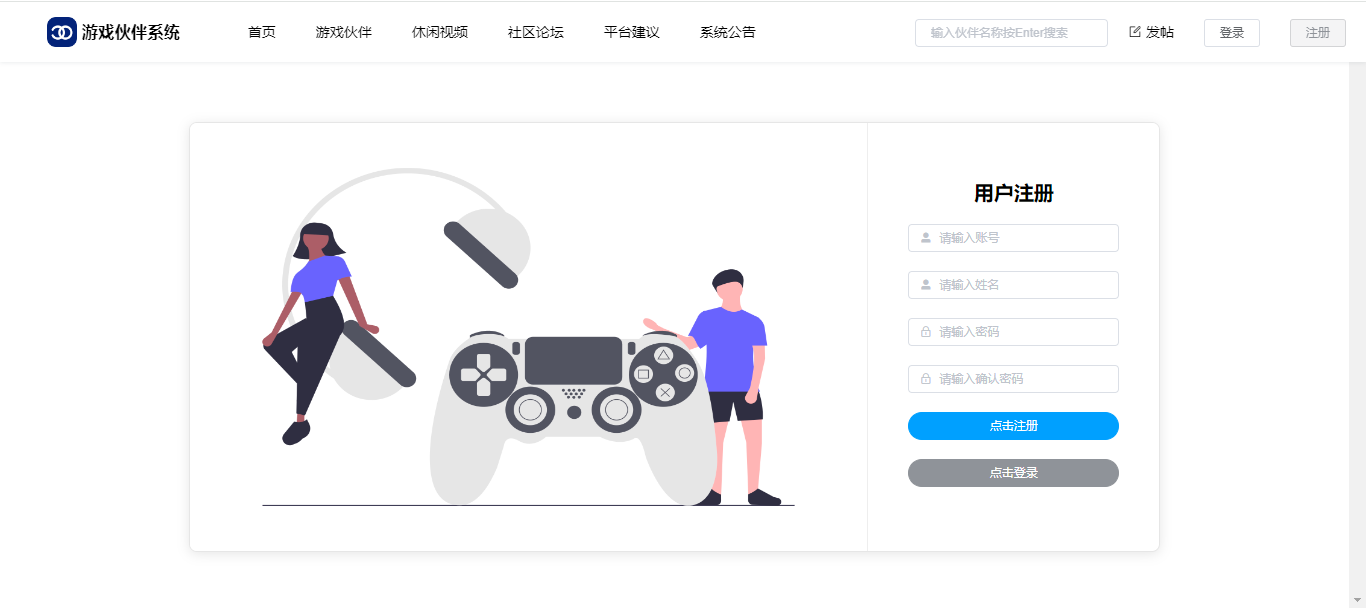 游戏伙伴系统 首页 游戏伙伴 休闲视频 社区论坛 平台建议 系统公告 输入伙伴名称按Enter搜索 发帖 登录 注册
用户注册
请输入账号
请输入姓名
请输入密码
请输入确认密码
点击注册
点击登录